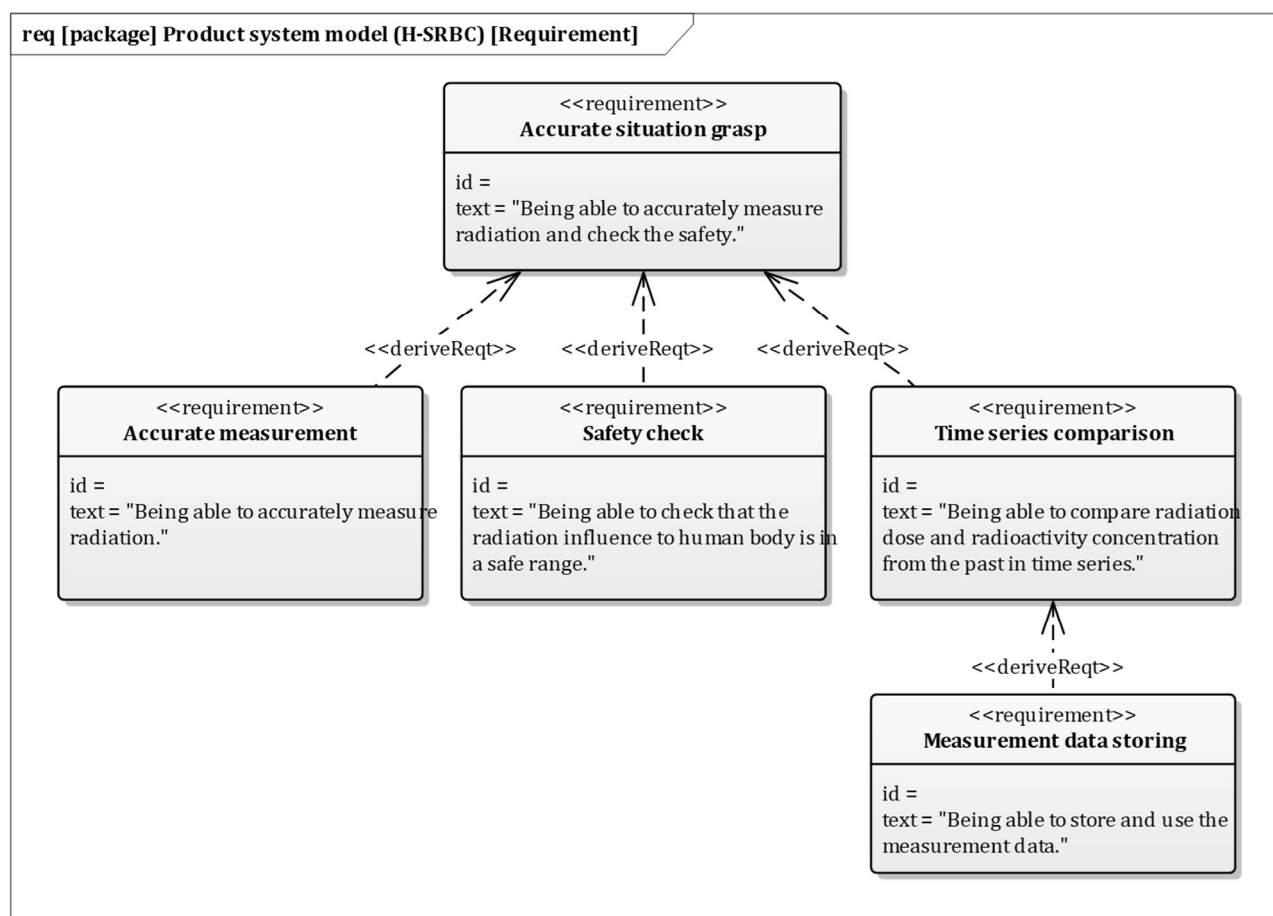 req [package] Product system model (H-SRBC) [Requirement]
<<requirement>>
Accurate situation grasp
id =
text = "Being able to accurately measure
radiation and check the safety."
<<deriveReqt>>
<<deriveReqt>>
<<deriveReqt>>
<<requirement>>
Accurate measurement
id =
text = "Being able to accurately measure
radiation."
<<requirement>>
Safety check
id =
text = "Being able to check that the
radiation influence to human body is in
a safe range."
<<requirement>>
Time series comparison
id =
text = "Being able to compare radiation
dose and radioactivity concentration
from the past in time series."
<<deriveReqt>>
<<requirement>>
Measurement data storing
id =
text = "Being able to store and use the
measurement data."